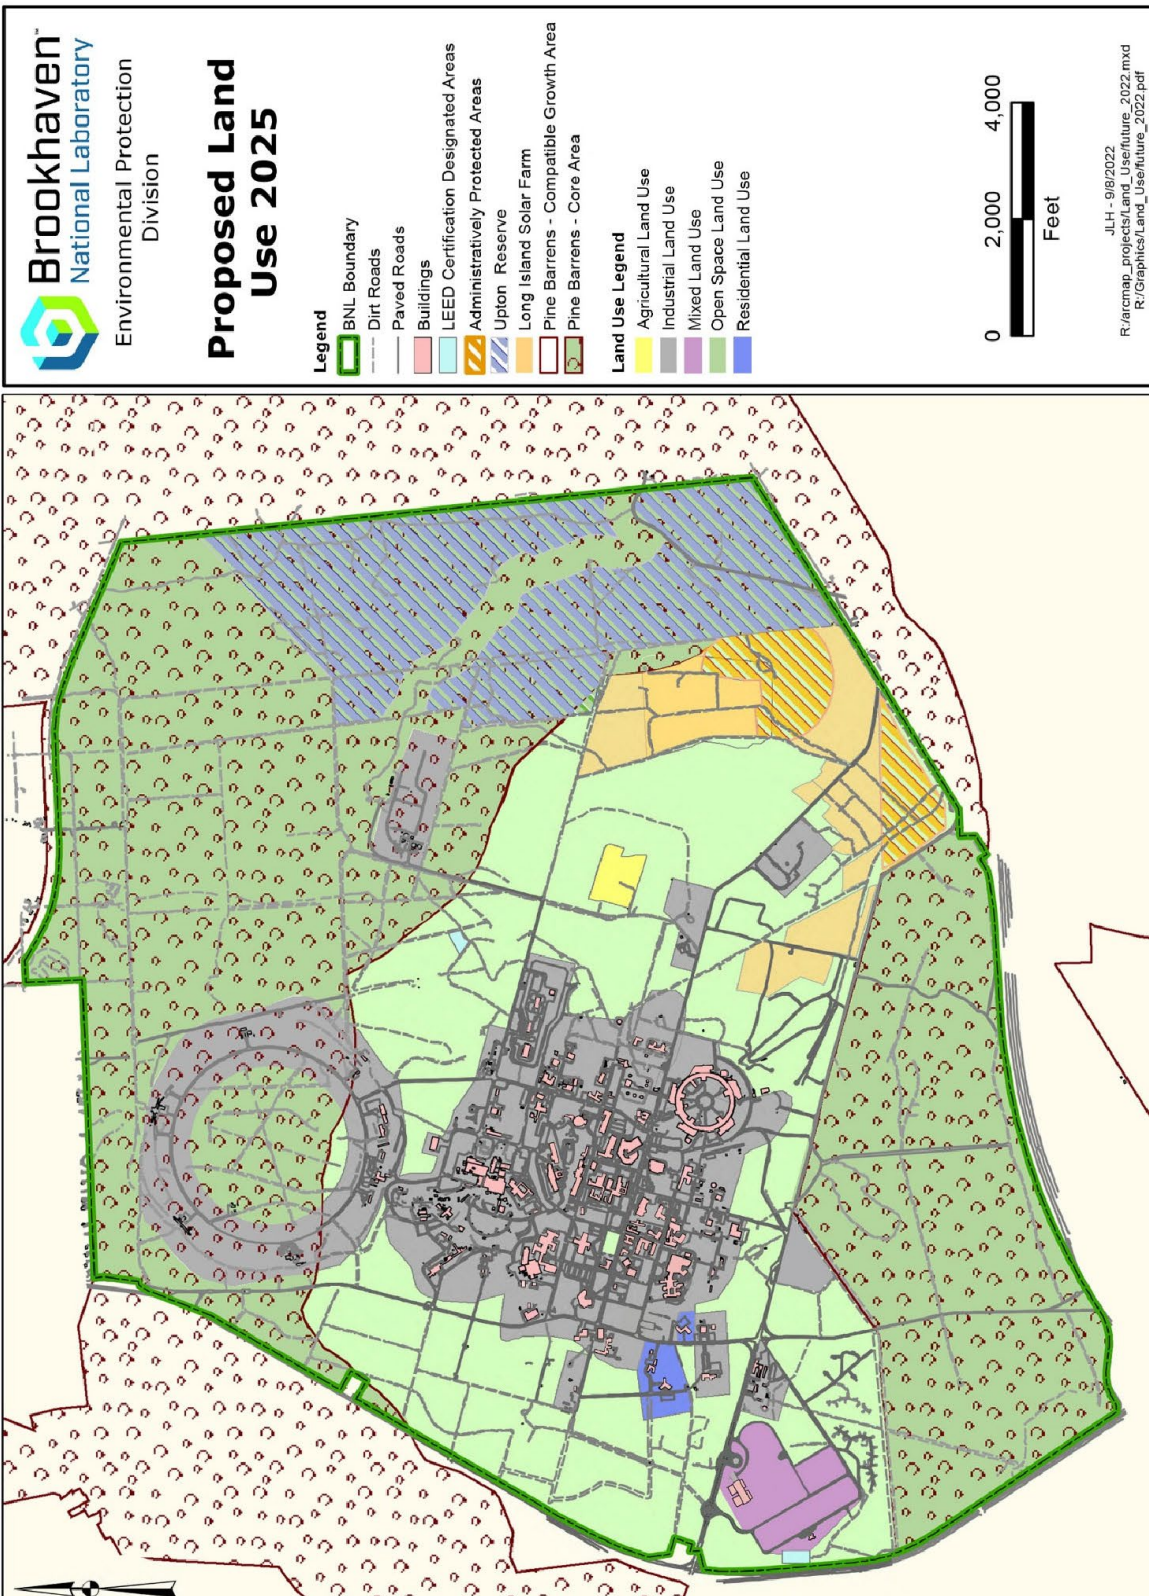 Brookhaven™
National Laboratory
Environmental Protection
Division
Proposed Land
Use 2025
Legend
BNL Boundary
Dirt Roads
Paved Roads
Buildings
LEED Certification Designated Areas
Administratively Protected Areas
Upton Reserve
Long Island Solar Farm
Pine Barrens - Compatible Growth Area
Pine Barrens - Core Area
Land Use Legend
Agricultural Land Use
Industrial Land Use
Mixed Land Use
Open Space Land Use
Residential Land Use
0 2,000 4,000
Feet
JLH - 9/8/2022
R:/arcmap_projects/Land_Use/future_2022.mxd
R:/Graphics/Land_Use/future_2022.pdf